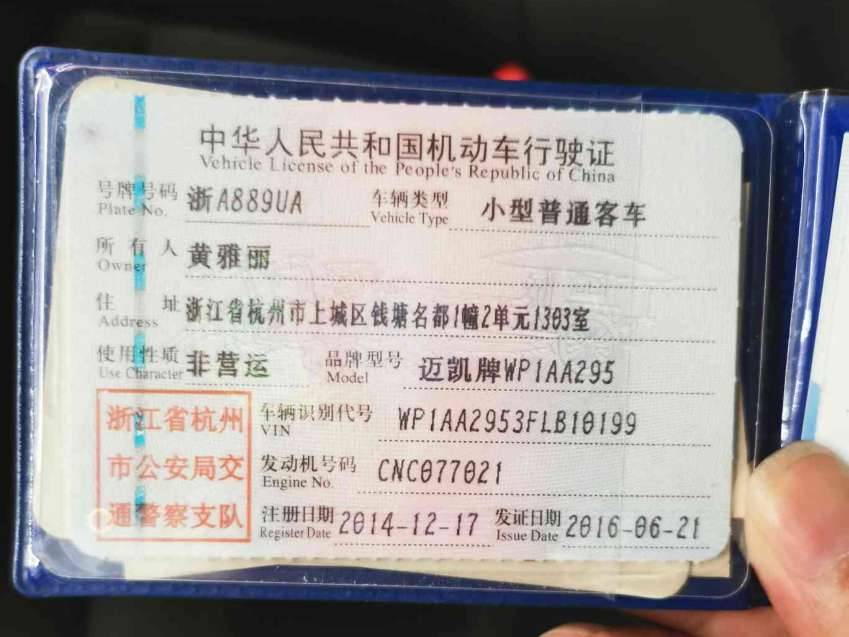 中华人民共和国机动车行驶证
Vehicle License of the People's Republic of China
号牌号码 浙A889UA 车辆类型 小型普通客车
Plate No. Vehicle Type
所有人 黄雅丽
Owner
住址 浙江省杭州市上城区钱塘名都1幢2单元1303室
Address
使用性质 非营运 品牌型号 迈凯牌WP1AA295
Use Character Model
浙江省杭州
市公安局交
通警察支队
车辆识别代号 WP1AA2953FLB10199
VIN
发动机号码 CNC077021
Engine No.
注册日期 2014-12-17 发证日期 2016-06-21
Register Date Issue Date